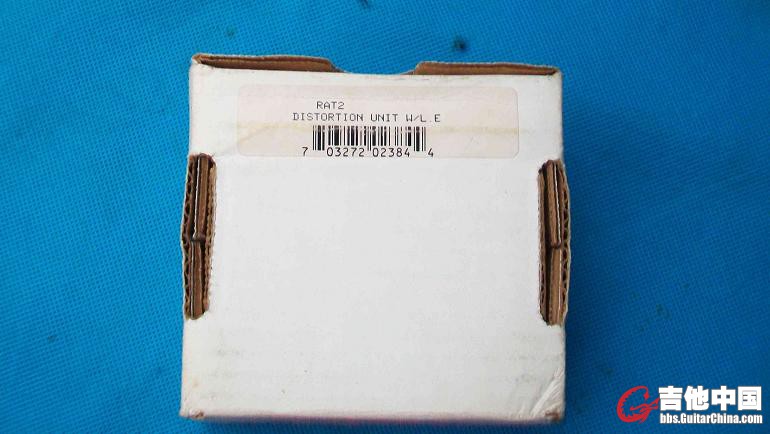 RAT2
DISTORTION UNIT W/L.E
7 03272 02384 4
吉他中国
bbs.GuitarChina.com